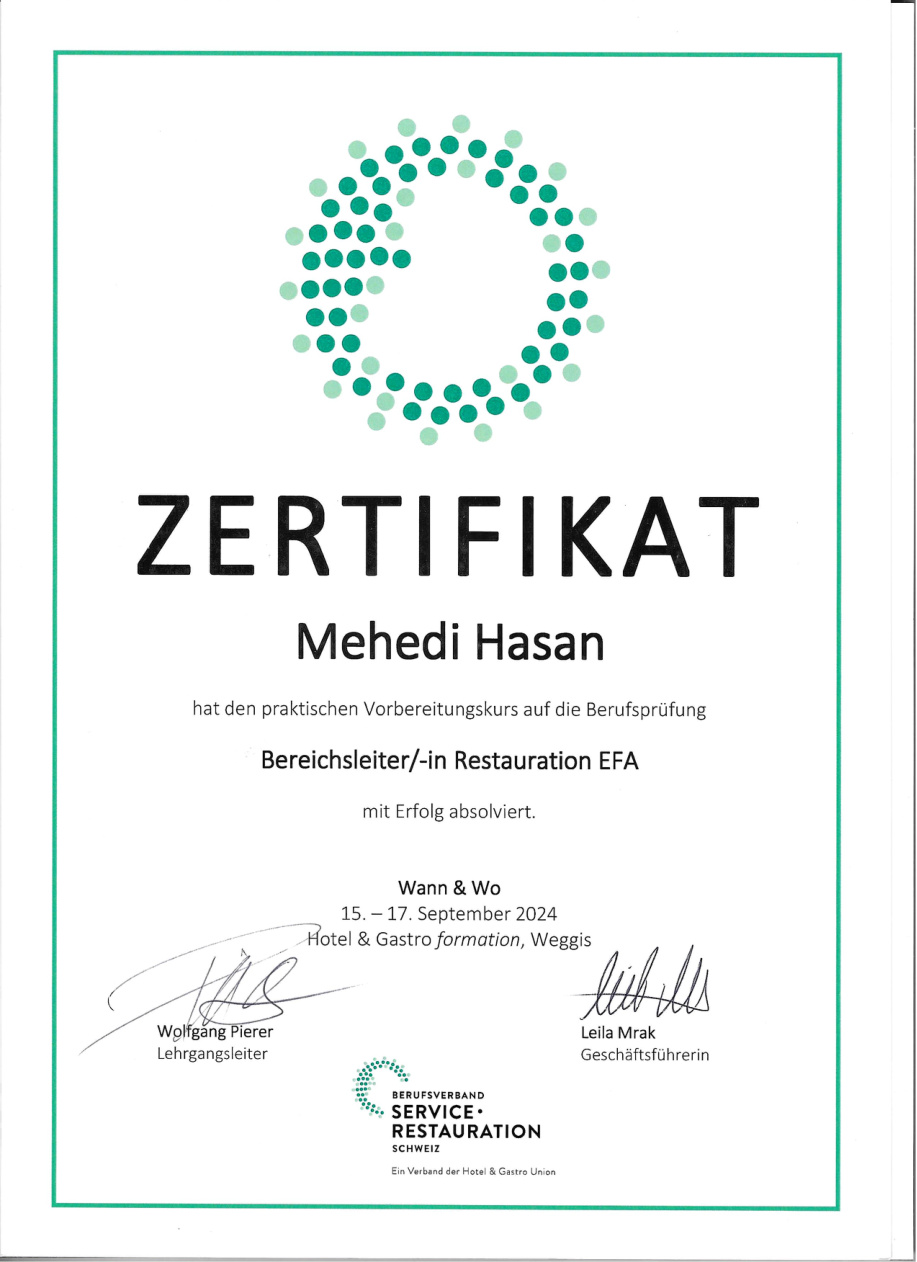 ZERTIFIKAT
Mehedi Hasan
hat den praktischen Vorbereitungskurs auf die Berufsprüfung
Bereichsleiter/-in Restauration EFA
mit Erfolg absolviert.
Wann & Wo
15. – 17. September 2024
Hotel & Gastro formation, Weggis
Wolfgang Pierer
Lehrgangsleiter
Leila Mrak
Geschäftsführerin
BERUFSVERBAND
SERVICE•
RESTAURATION
SCHWEIZ
Ein Verband der Hotel & Gastro Union